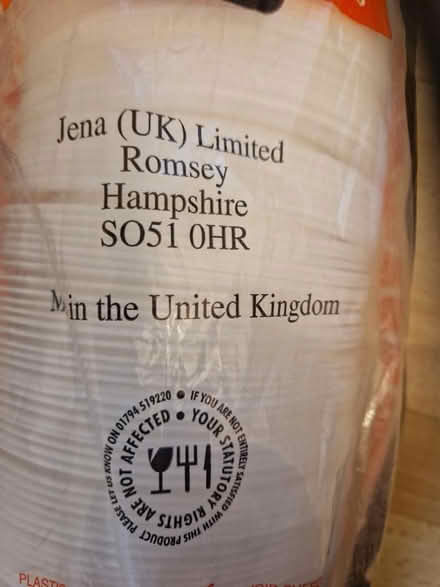 Jena (UK) Limited
Romsey
Hampshire
SO51 0HR
in the United Kingdom
IF YOU ARE NOT ENTIRELY SATISFIED WITH THIS PRODUCT PLEASE LET US KNOW ON 01794 519220 •
YOUR STATUTORY RIGHTS ARE NOT AFFECTED •